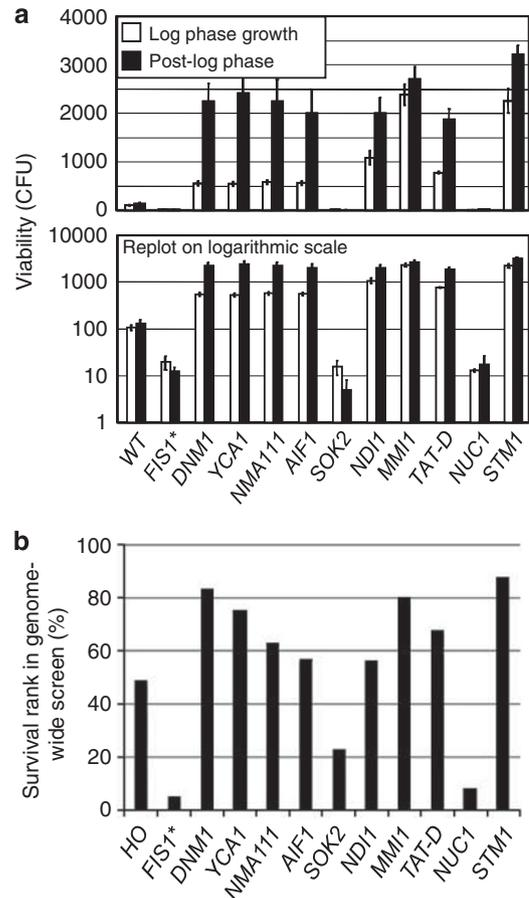 a
Viability (CFU)
4000
3000
2000
1000
0
Log phase growth
Post-log phase
10000
1000
100
10
1
Replot on logarithmic scale
WT
FIS1*
DNM1
YCA1
NMA111
AIF1
SOK2
NDI1
MMI1
TAT-D
NUC1
STM1
b
Survival rank in genome-
wide screen (%)
100
80
60
40
20
0
HO
FIS1*
DNM1
YCA1
NMA111
AIF1
SOK2
NDI1
MMI1
TAT-D
NUC1
STM1